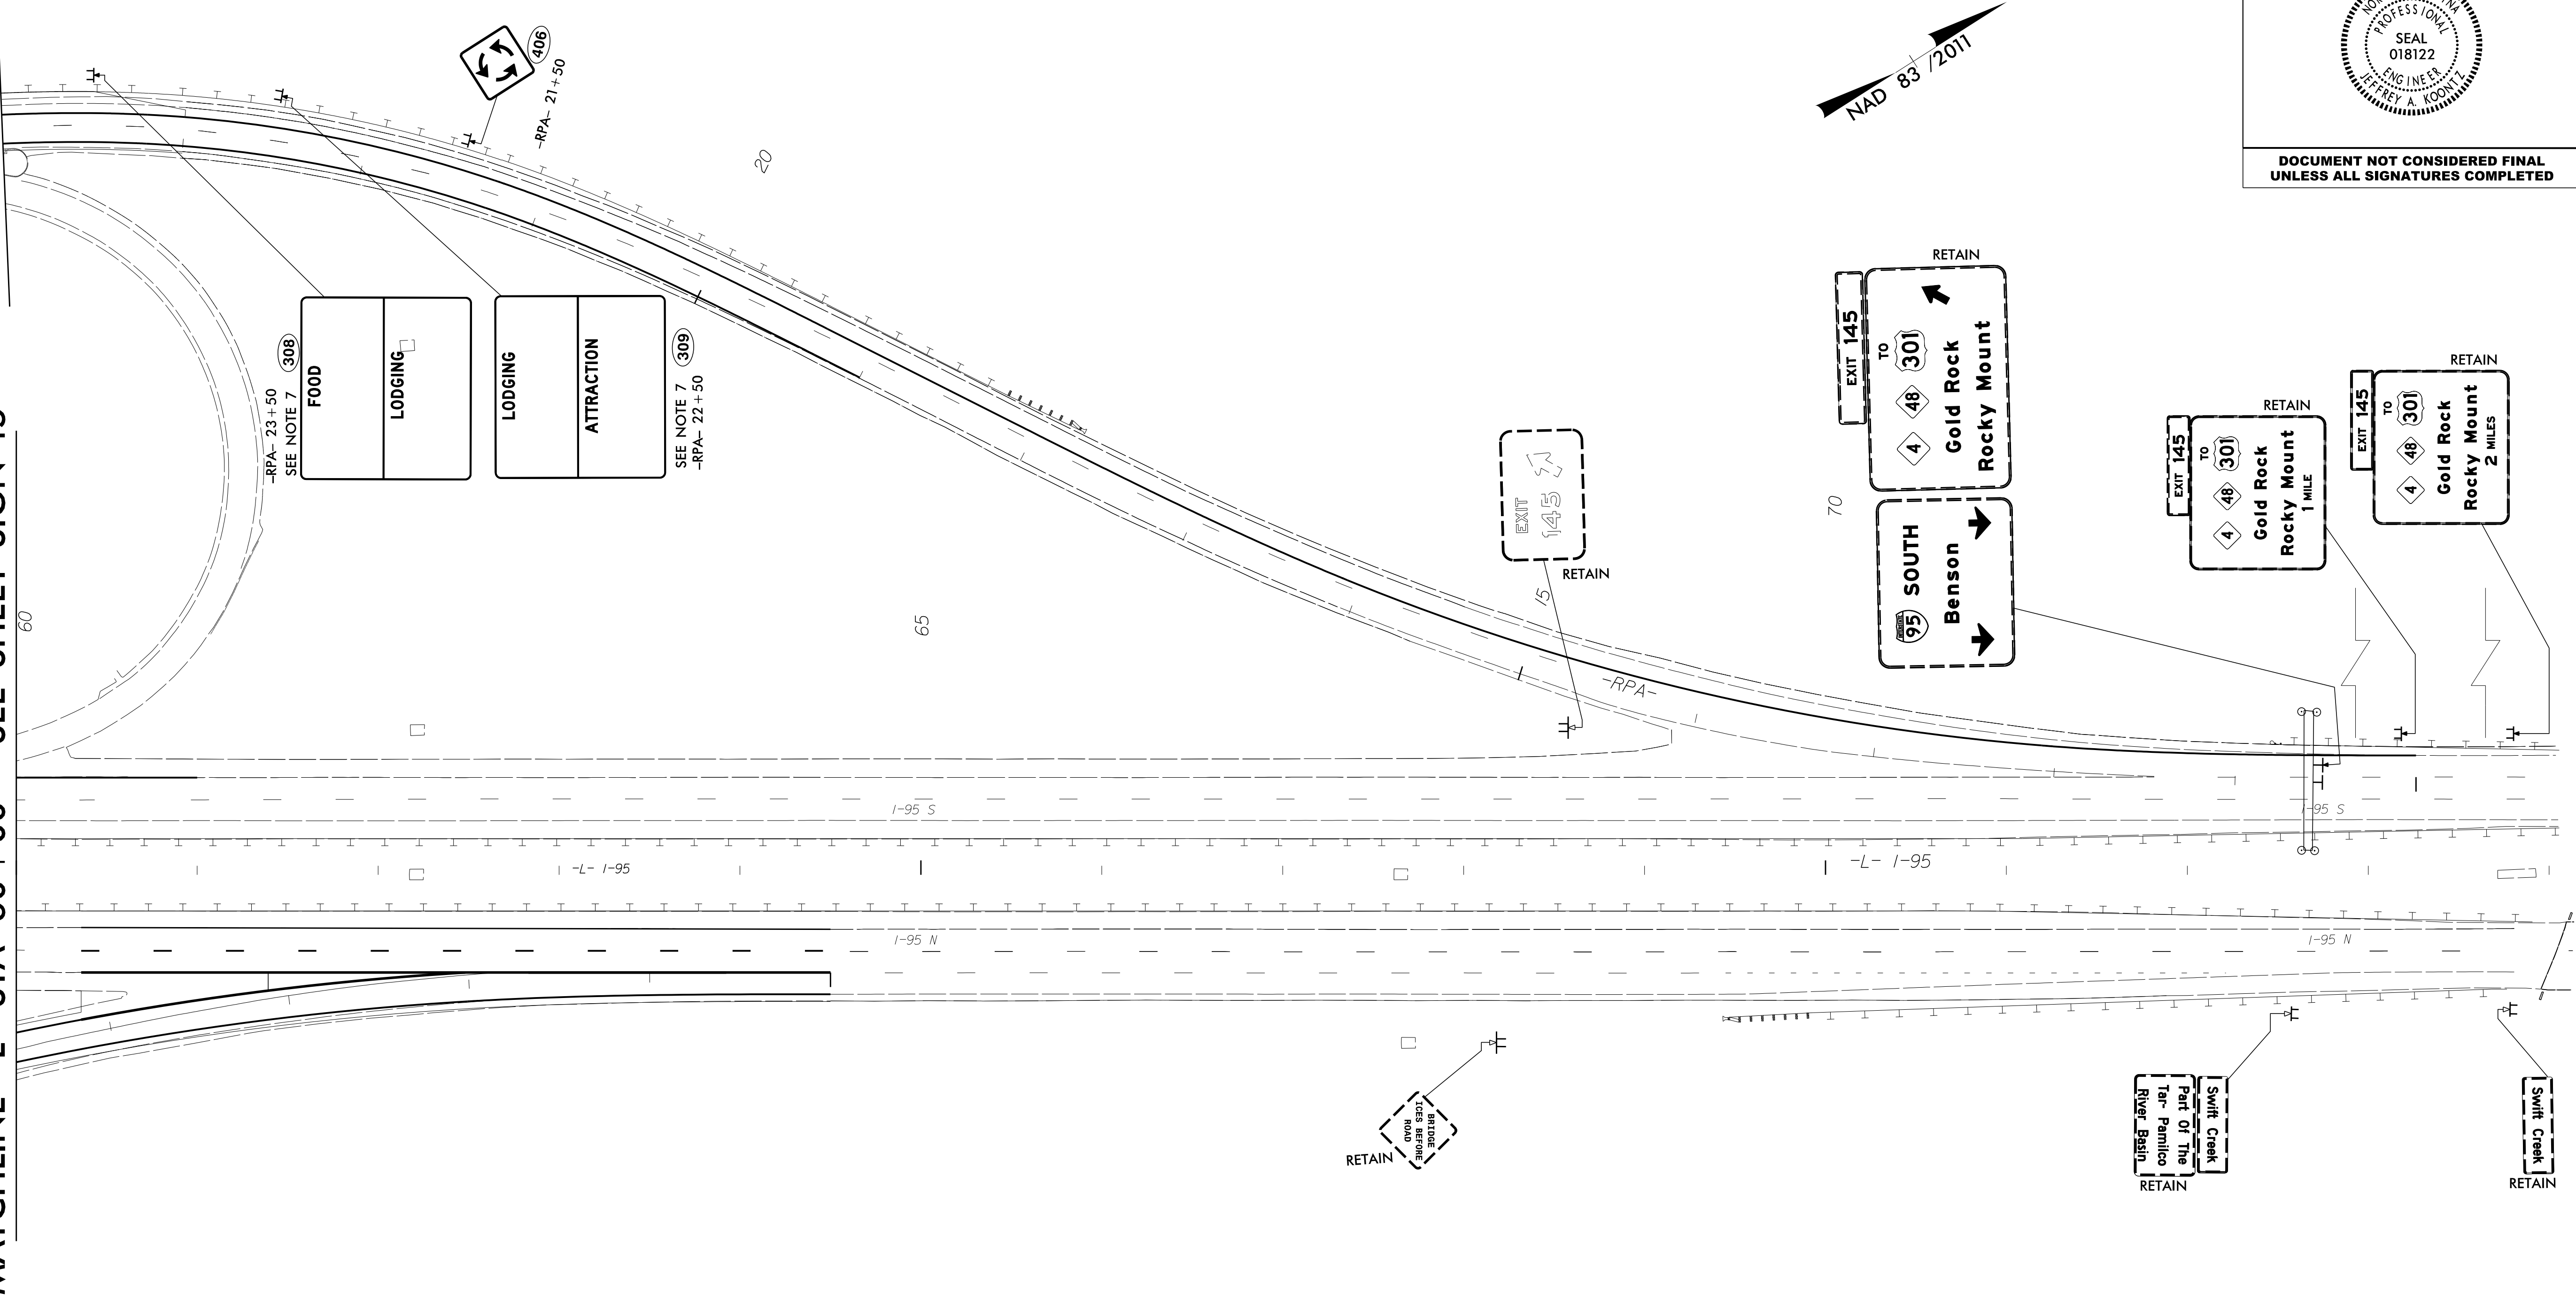 406
-RPA- 21+50
20
NAD 83 /2011
PROFESSIONAL
SEAL
018122
ENGINEER
JEFFREY A. KOONTZ
DOCUMENT NOT CONSIDERED FINAL
UNLESS ALL SIGNATURES COMPLETED
-RPA- 23+50
SEE NOTE 7
308
FOOD
LODGING
LODGING
ATTRACTION
309
SEE NOTE 7
-RPA- 22+50
60
65
EXIT
145
RETAIN
15
-RPA-
70
RETAIN
EXIT 145
TO
4 48 301
Gold Rock
Rocky Mount
95 SOUTH
Benson
RETAIN
EXIT 145
TO
4 48 301
Gold Rock
Rocky Mount
1 MILE
RETAIN
EXIT 145
TO
4 48 301
Gold Rock
Rocky Mount
2 MILES
I-95 S
I-95 S
-L- I-95
-L- I-95
I-95 N
I-95 N
BRIDGE
ICES BEFORE
ROAD
RETAIN
Swift Creek
Part Of The
Tar- Pamilco
River Basin
RETAIN
Swift Creek
RETAIN